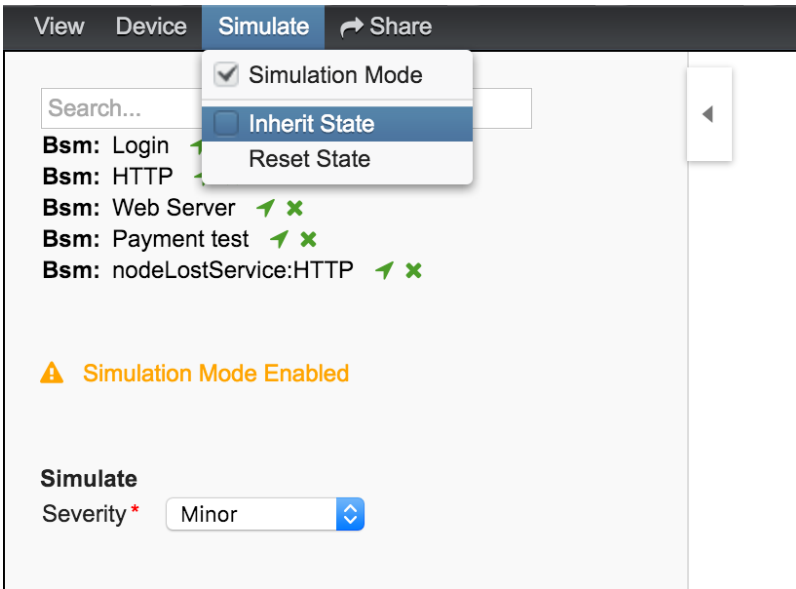 View Device Simulate Share
Simulation Mode
Search...
Inherit State
Bsm: Login
Reset State
Bsm: HTTP
Bsm: Web Server
Bsm: Payment test
Bsm: nodeLostService:HTTP
Simulation Mode Enabled
Simulate
Severity* Minor